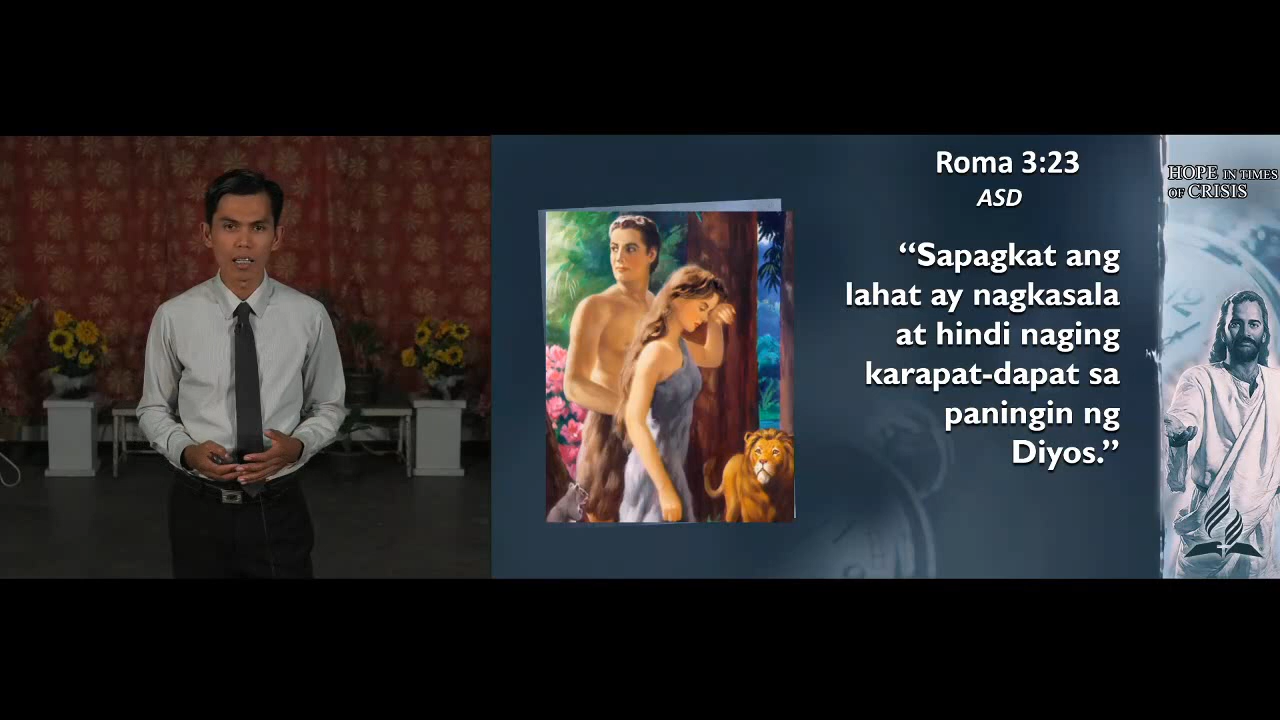 Roma 3:23
ASD
“Sapagkat ang
lahat ay nagkasala
at hindi naging
karapat-dapat sa
paningin ng
Diyos.”
HOPE IN TIMES
OF CRISIS